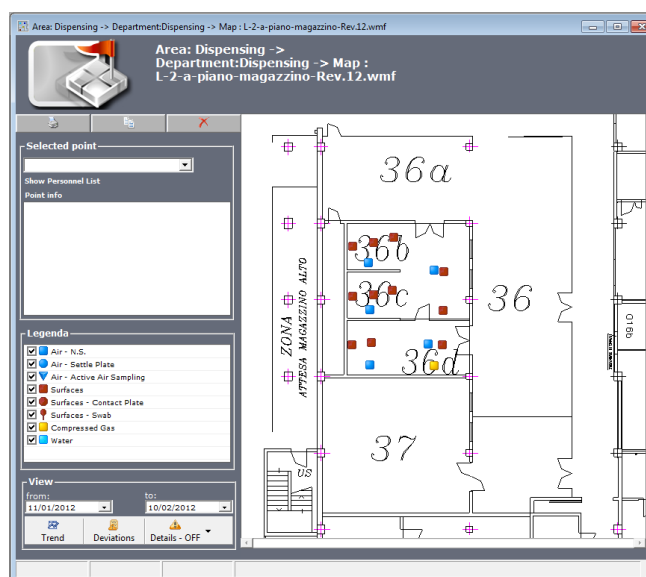 Area: Dispensing -> Department:Dispensing -> Map : L-2-a-piano-magazzino-Rev.12.wmf
Area: Dispensing ->
Department:Dispensing -> Map :
L-2-a-piano-magazzino-Rev.12.wmf
Selected point
Show Personnel List
Point info
Legenda
Air - N.S.
Air - Settle Plate
Air - Active Air Sampling
Surfaces
Surfaces - Contact Plate
Surfaces - Swab
Compressed Gas
Water
View
from:
to:
11/01/2012
10/02/2012
Trend
Deviations
Details - OFF
36a
36b
36c
36
36d
37
ZONA
ATTESA MAGAZZINO ALTO
US
016b